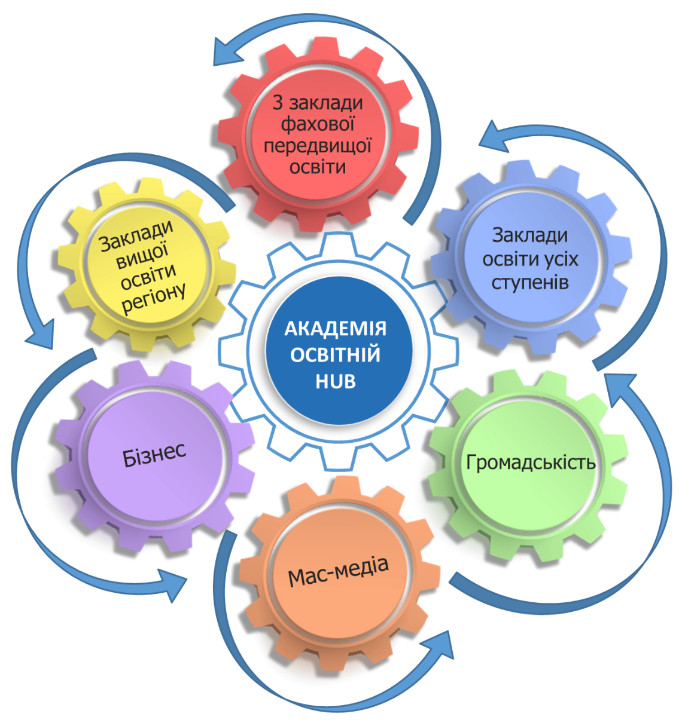 3 заклади
фахової
передвищої
освіти
Заклади
вищої
освіти
регіону
Заклади
освіти усіх
ступенів
АКАДЕМІЯ
ОСВІТНІЙ
HUB
Бізнес
Громадськість
Мас-медіа